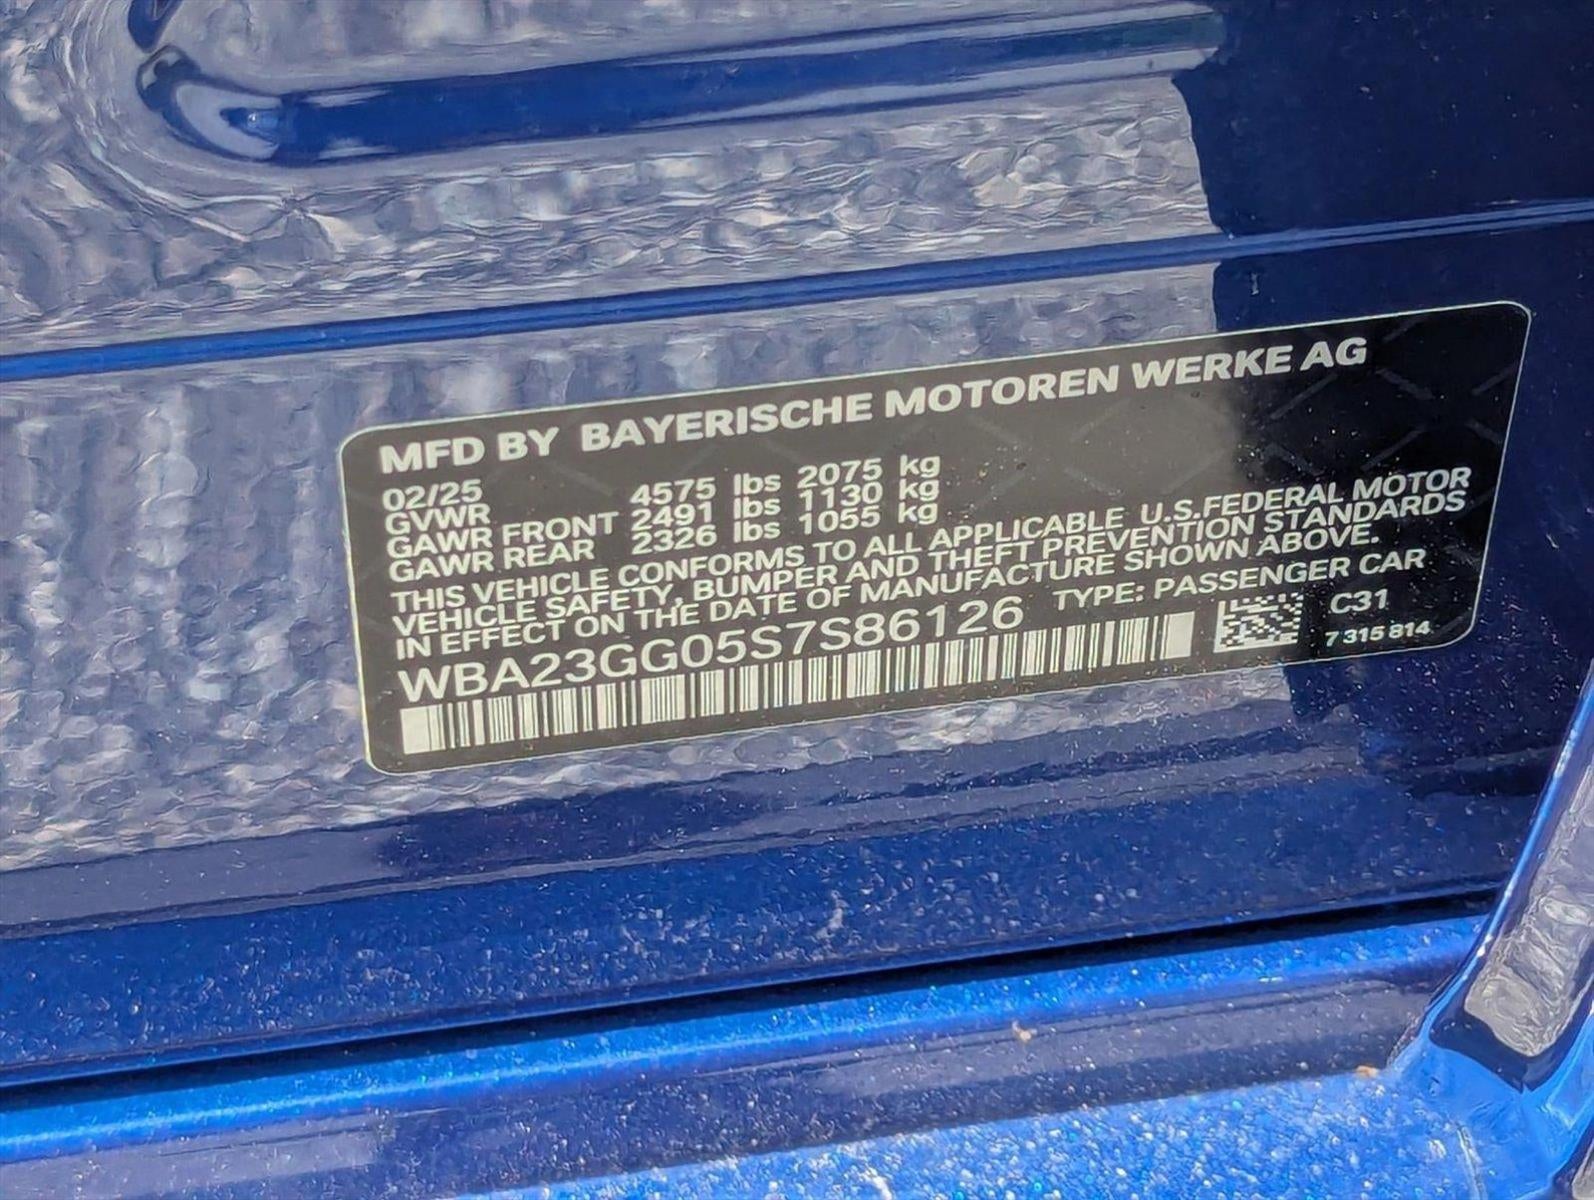 MFD BY BAYERISCHE MOTOREN WERKE AG
02/25
GVWR 4575 lbs 2075 kg
GAWR FRONT 2491 lbs 1130 kg
GAWR REAR 2326 lbs 1055 kg
THIS VEHICLE CONFORMS TO ALL APPLICABLE U.S.FEDERAL MOTOR
VEHICLE SAFETY, BUMPER AND THEFT PREVENTION STANDARDS
IN EFFECT ON THE DATE OF MANUFACTURE SHOWN ABOVE.
WBA23GG05S7S86126 TYPE: PASSENGER CAR
C31
7 315 814